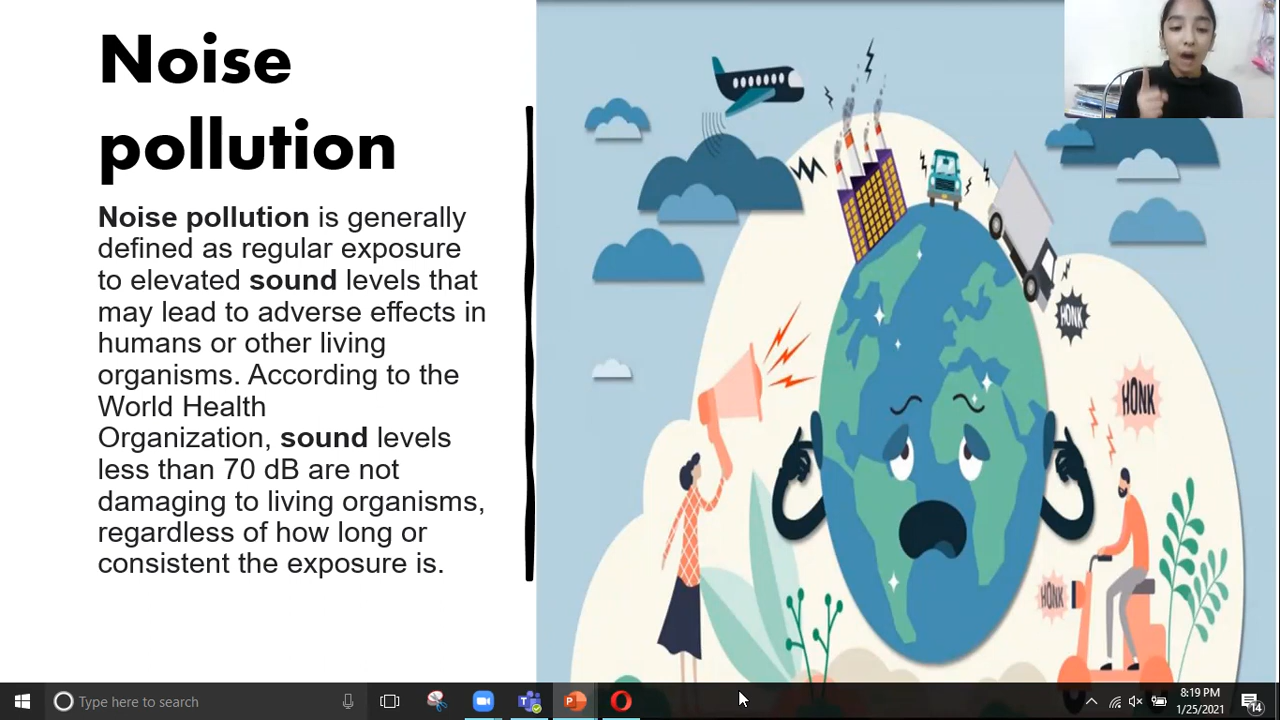 Noise
pollution
Noise pollution is generally
defined as regular exposure
to elevated sound levels that
may lead to adverse effects in
humans or other living
organisms. According to the
World Health
Organization, sound levels
less than 70 dB are not
damaging to living organisms,
regardless of how long or
consistent the exposure is.
HONK
HONK
HONK
Type here to search
8:19 PM
1/25/2021
14